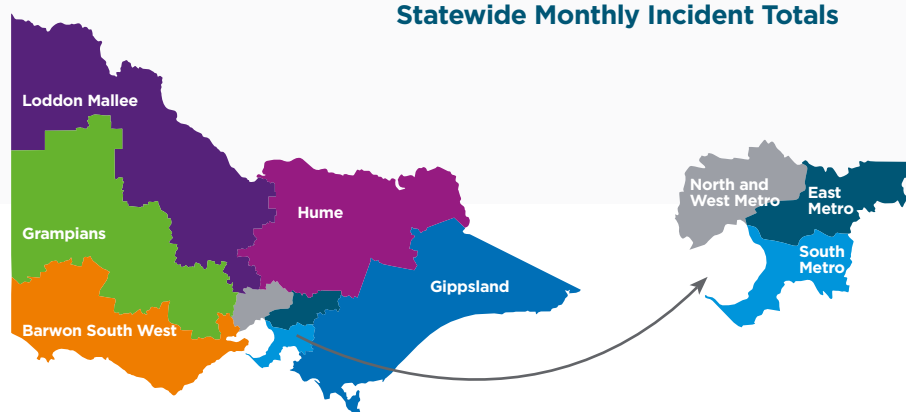 Statewide Monthly Incident Totals
Loddon Mallee
Grampians
Barwon South West
Hume
Gippsland
North and
West Metro
East
Metro
South
Metro